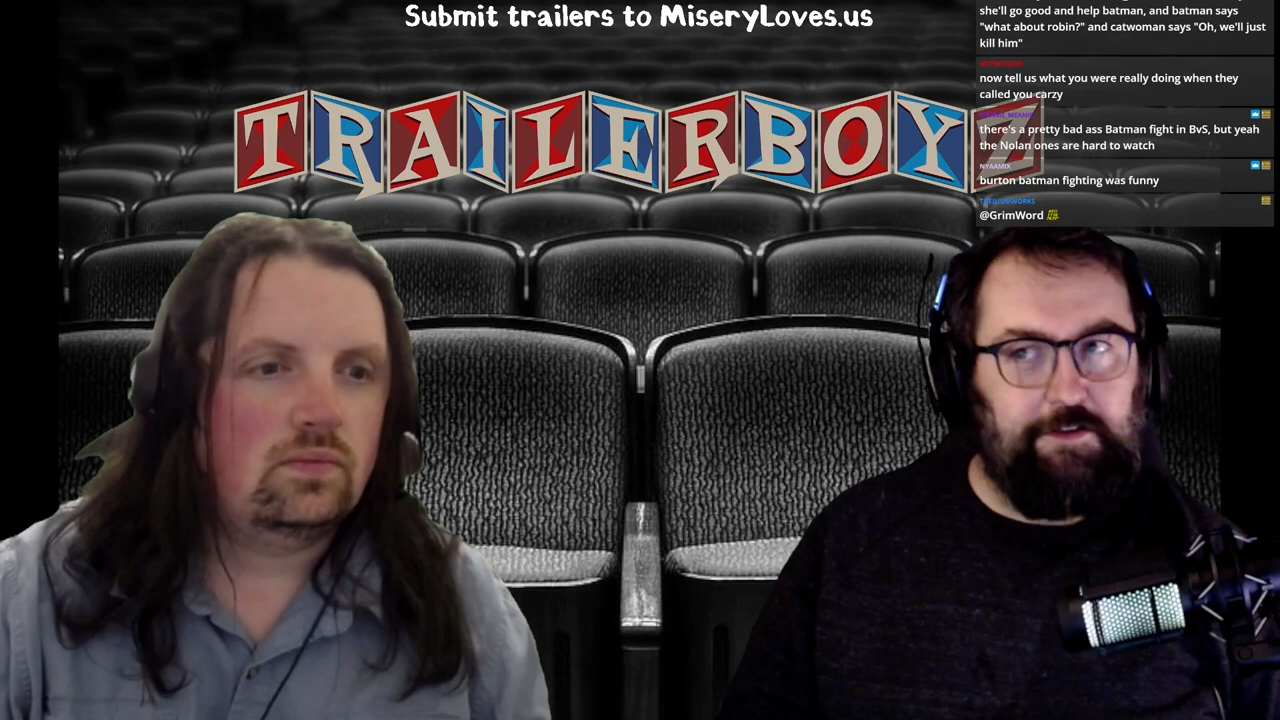 Submit trailers to MiseryLoves.us
TRAILERBOYZ
she'll go good and help batman, and batman says
"what about robin?" and catwoman says "Oh, we'll just
kill him"
now tell us what you were really doing when they
called you carzy
there's a pretty bad ass Batman fight in BvS, but yeah
the Nolan ones are hard to watch
NYAAMIX
burton batman fighting was funny
@GrimWord